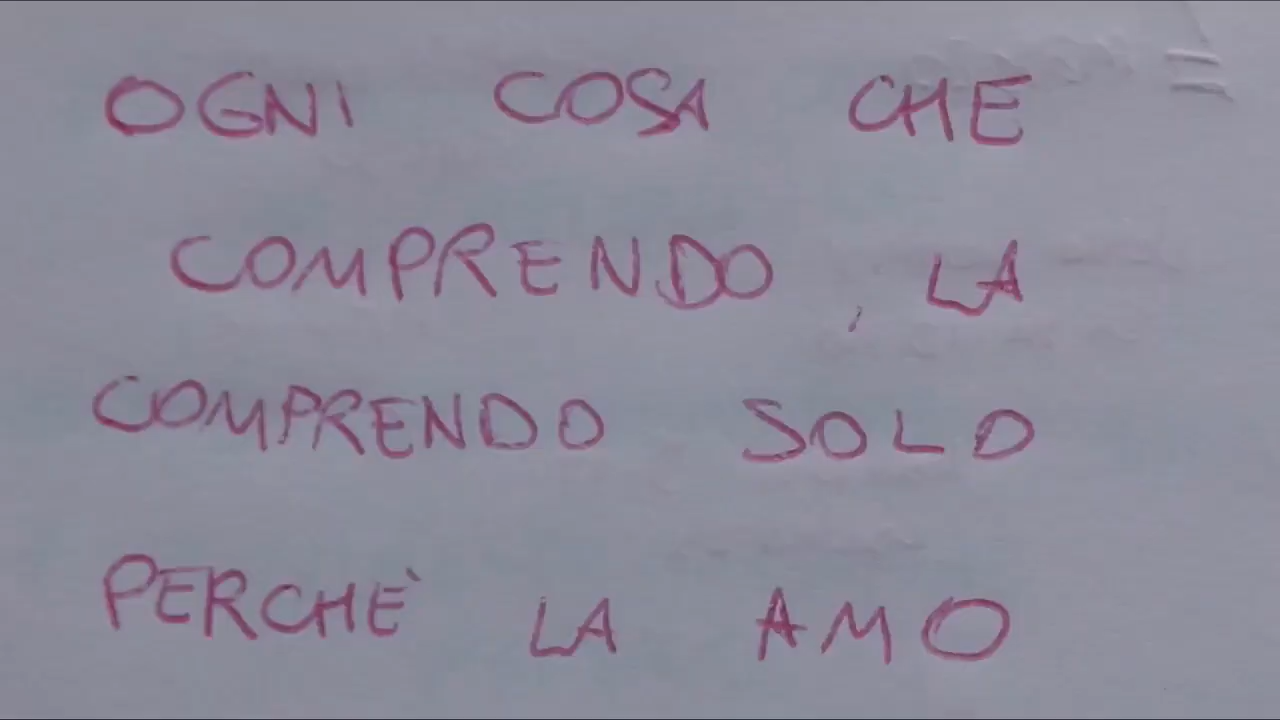 OGNI COSA CHE
COMPRENDO, LA
COMPRENDO SOLO
PERCHÈ LA AMO